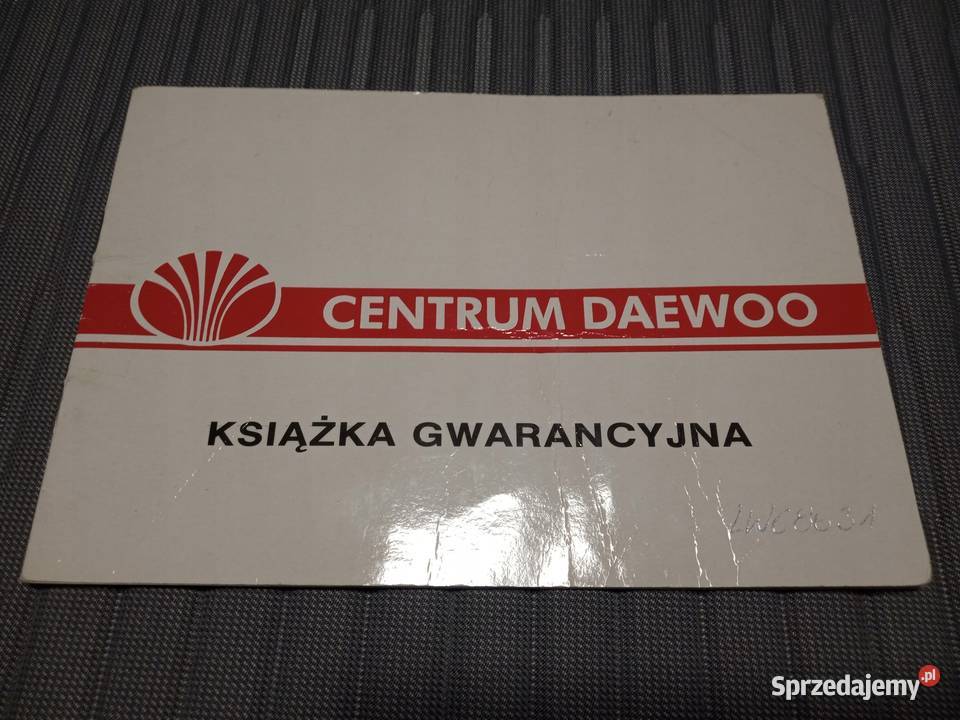 CENTRUM DAEWOO
KSIĄŻKA GWARANCYJNA
Sprzedajemy.pl